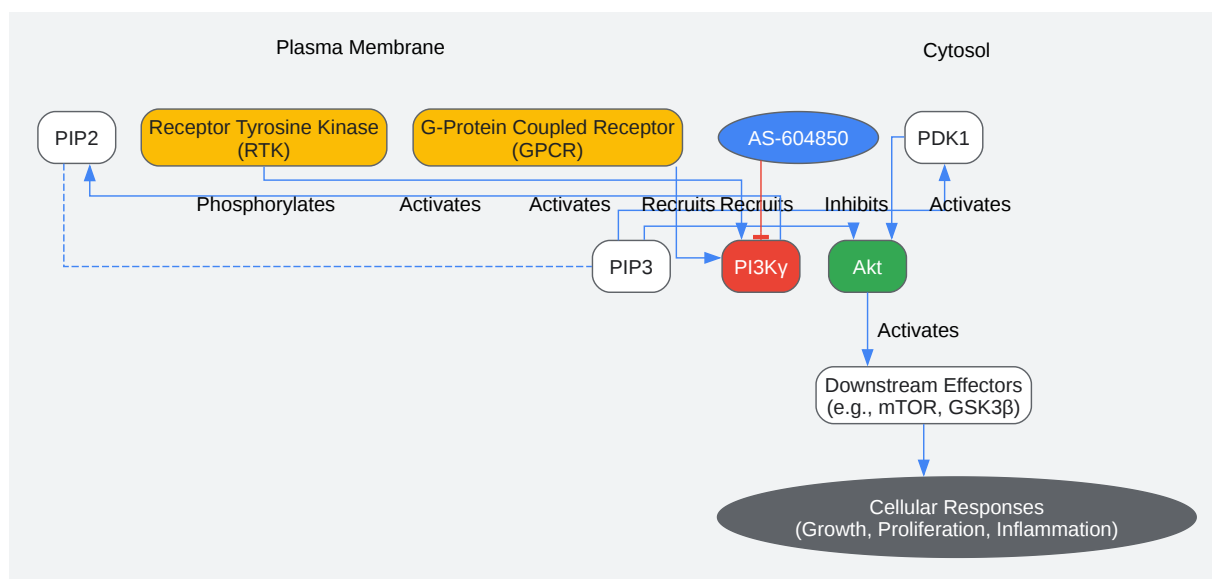 Plasma Membrane
Cytosol
PIP2
Receptor Tyrosine Kinase
(RTK)
G-Protein Coupled Receptor
(GPCR)
AS-604850
PDK1
Phosphorylates
Activates
Activates
Recruits
Recruits
Inhibits
Activates
PIP3
PI3Kγ
Akt
Activates
Downstream Effectors
(e.g., mTOR, GSK3β)
Cellular Responses
(Growth, Proliferation, Inflammation)